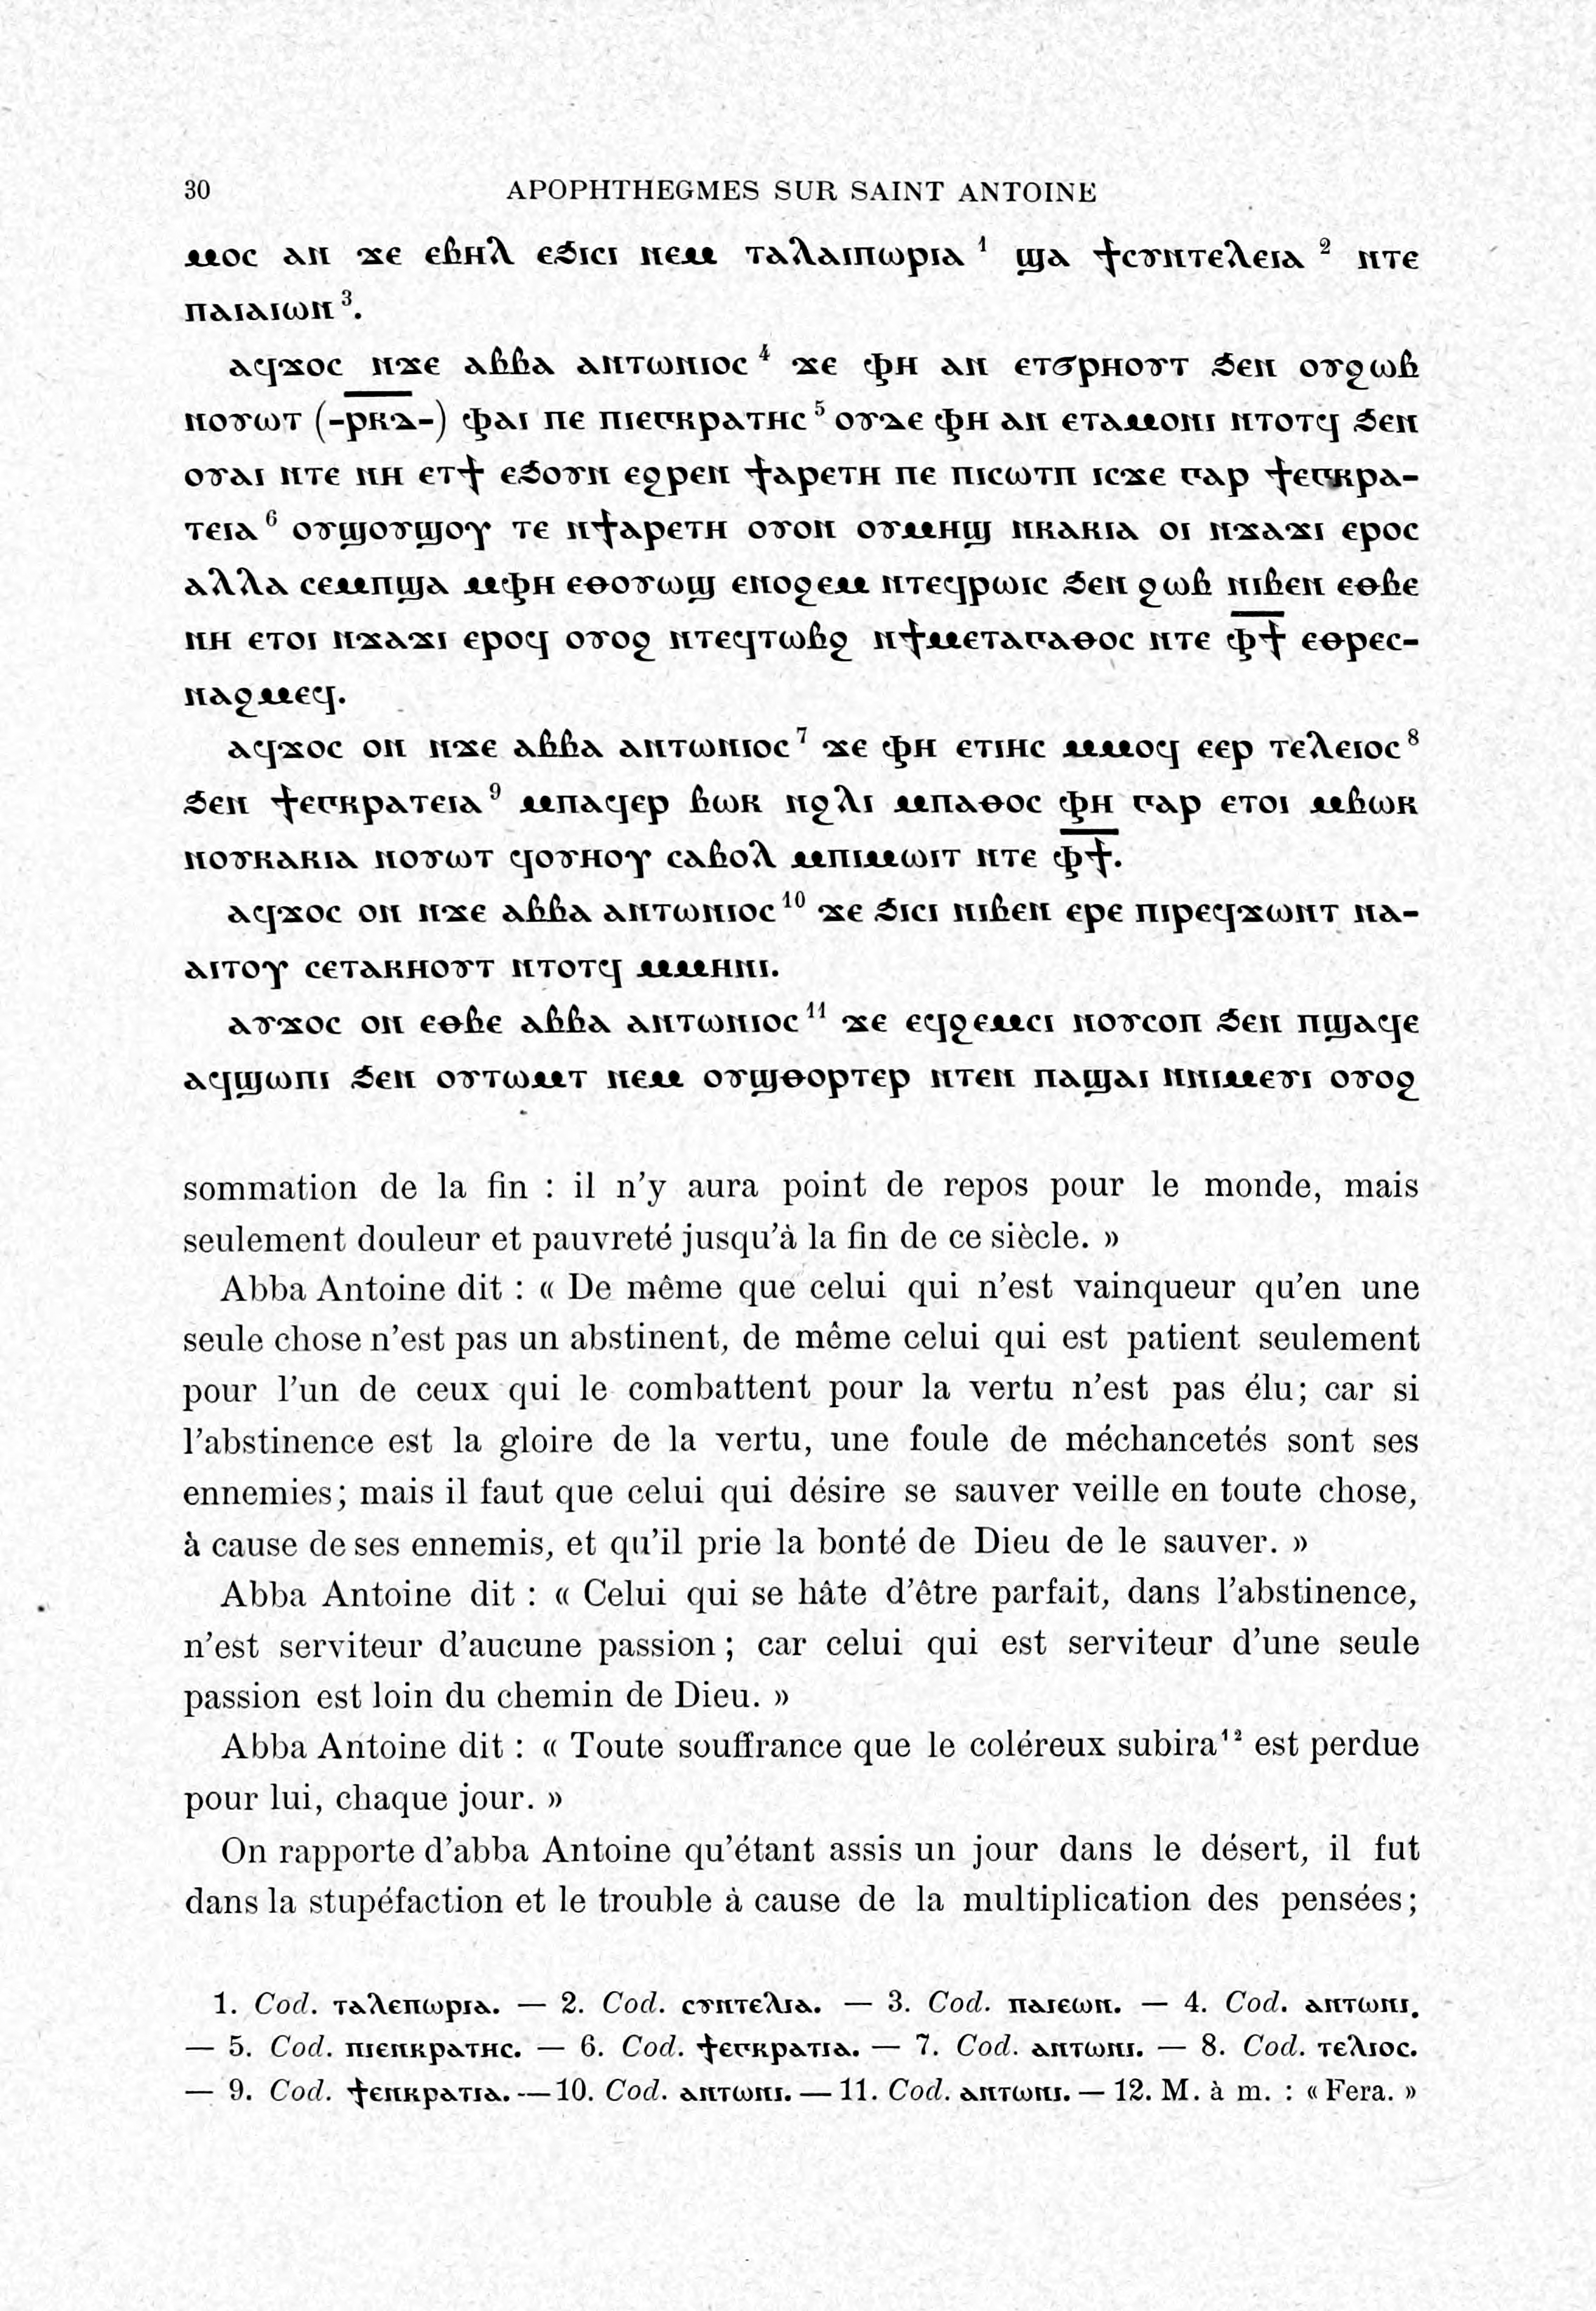 30 APOPHTHEGMES SUR SAINT ANTOINE
ⲙⲟⲥ ⲁⲛ ϫⲉ ⲉⲃⲏⲗ ⲉϧⲓⲥⲓ ⲛⲉⲙ ⲧⲁⲗⲁⲓⲡⲱⲣⲓⲁ ¹ ϣⲁ ϯⲥⲩⲛⲧⲉⲗⲉⲓⲁ ² ⲛⲧⲉ
ⲡⲁⲓⲁⲓⲱⲛ ³.
ⲁϥϫⲟⲥ ⲛϫⲉ ⲁⲃⲃⲁ ⲁⲛⲧⲱⲛⲓⲟⲥ ⁴ ϫⲉ ⲫⲏ ⲁⲛ ⲉⲧϭⲣⲏⲟⲩⲧ ϧⲉⲛ ⲟⲩϩⲱⲃ
ⲛⲟⲩⲱⲧ (-ⲣ̅ⲕ̅ⲇ̅-) ⲫⲁⲓ ⲡⲉ ⲡⲓⲉⲅⲕⲣⲁⲧⲏⲥ ⁵ ⲟⲩⲇⲉ ⲫⲏ ⲁⲛ ⲉⲧⲁⲙⲟⲛⲓ ⲛⲧⲟⲧϥ ϧⲉⲛ
ⲟⲩⲁⲓ ⲛⲧⲉ ⲛⲏ ⲉⲧϯ ⲉϧⲟⲩⲛ ⲉϩⲣⲉⲛ ϯⲁⲣⲉⲧⲏ ⲡⲉ ⲡⲓⲥⲱⲧⲡ ⲓⲥϫⲉ ⲅⲁⲣ ϯⲉⲅⲕⲣⲁ-
ⲧⲉⲓⲁ ⁶ ⲟⲩϣⲟⲩϣⲟⲩ ⲧⲉ ⲛϯⲁⲣⲉⲧⲏ ⲟⲩⲟⲛ ⲟⲩⲙⲏϣ ⲛⲕⲁⲕⲓⲁ ⲟⲓ ⲛϫⲁϫⲓ ⲉⲣⲟⲥ
ⲁⲗⲗⲁ ⲥⲉⲙⲡϣⲁ ⲙⲫⲏ ⲉⲑⲟⲩⲱϣ ⲉⲛⲟϩⲉⲙ ⲛⲧⲉϥⲣⲱⲓⲥ ϧⲉⲛ ϩⲱⲃ ⲛⲓⲃⲉⲛ ⲉⲑⲃⲉ
ⲛⲏ ⲉⲧⲟⲓ ⲛϫⲁϫⲓ ⲉⲣⲟϥ ⲟⲩⲟϩ ⲛⲧⲉϥⲧⲱⲃϩ ⲛϯⲙⲉⲧⲁⲅⲁⲑⲟⲥ ⲛⲧⲉ ⲫ̅ϯ̅ ⲉⲑⲣⲉⲥ-
ⲛⲁϩⲙⲉϥ.
ⲁϥϫⲟⲥ ⲟⲛ ⲛϫⲉ ⲁⲃⲃⲁ ⲁⲛⲧⲱⲛⲓⲟⲥ ⁷ ϫⲉ ⲫⲏ ⲉⲧⲓⲏⲥ ⲙⲙⲟϥ ⲉⲉⲣ ⲧⲉⲗⲉⲓⲟⲥ ⁸
ϧⲉⲛ ϯⲉⲅⲕⲣⲁⲧⲉⲓⲁ ⁹ ⲙⲡⲁϥⲉⲣ ⲃⲱⲕ ⲛϩⲗⲓ ⲙⲡⲁⲑⲟⲥ ⲫⲏ ⲅⲁⲣ ⲉⲧⲟⲓ ⲙⲃⲱⲕ
ⲛⲟⲩⲕⲁⲕⲓⲁ ⲛⲟⲩⲱⲧ ϥⲟⲩⲏⲟⲩ ⲥⲁⲃⲟⲗ ⲙⲡⲓⲙⲱⲓⲧ ⲛⲧⲉ ⲫ̅ϯ̅.
ⲁϥϫⲟⲥ ⲟⲛ ⲛϫⲉ ⲁⲃⲃⲁ ⲁⲛⲧⲱⲛⲓⲟⲥ ¹⁰ ϫⲉ ϧⲓⲥⲓ ⲛⲓⲃⲉⲛ ⲉⲣⲉ ⲡⲓⲣⲉϥϫⲱⲛⲧ ⲛⲁ-
ⲁⲓⲧⲟⲩ ⲥⲉⲧⲁⲕⲏⲟⲩⲧ ⲛⲧⲟⲧϥ ⲙⲙⲏⲛⲓ.
ⲁⲩϫⲟⲥ ⲟⲛ ⲉⲑⲃⲉ ⲁⲃⲃⲁ ⲁⲛⲧⲱⲛⲓⲟⲥ ¹¹ ϫⲉ ⲉϥϩⲉⲙⲥⲓ ⲛⲟⲩⲥⲟⲡ ϧⲉⲛ ⲡϣⲁϥⲉ
ⲁϥϣⲱⲡⲓ ϧⲉⲛ ⲟⲩⲧⲱⲙⲧ ⲛⲉⲙ ⲟⲩϣⲑⲟⲣⲧⲉⲣ ⲛⲧⲉⲛ ⲡⲁϣⲁⲓ ⲛⲛⲓⲙⲉⲩⲓ ⲟⲩⲟϩ
sommation de la fin : il n'y aura point de repos pour le monde, mais
seulement douleur et pauvreté jusqu'à la fin de ce siècle. »
Abba Antoine dit : « De même que celui qui n'est vainqueur qu'en une
seule chose n'est pas un abstinent, de même celui qui est patient seulement
pour l'un de ceux qui le combattent pour la vertu n'est pas élu; car si
l'abstinence est la gloire de la vertu, une foule de méchancetés sont ses
ennemies; mais il faut que celui qui désire se sauver veille en toute chose,
à cause de ses ennemis, et qu'il prie la bonté de Dieu de le sauver. »
Abba Antoine dit : « Celui qui se hâte d'être parfait, dans l'abstinence,
n'est serviteur d'aucune passion; car celui qui est serviteur d'une seule
passion est loin du chemin de Dieu. »
Abba Antoine dit : « Toute souffrance que le coléreux subira¹² est perdue
pour lui, chaque jour. »
On rapporte d'abba Antoine qu'étant assis un jour dans le désert, il fut
dans la stupéfaction et le trouble à cause de la multiplication des pensées;
1. Cod. ⲧⲁⲗⲉⲡⲱⲣⲓⲁ. — 2. Cod. ⲥⲩⲛⲧⲉⲗⲓⲁ. — 3. Cod. ⲡⲁⲓⲉⲱⲛ. — 4. Cod. ⲁⲛⲧⲱⲛⲓ.
— 5. Cod. ⲡⲓⲉⲛⲕⲣⲁⲧⲏⲥ. — 6. Cod. ϯⲉⲅⲕⲣⲁⲧⲓⲁ. — 7. Cod. ⲁⲛⲧⲱⲛⲓ. — 8. Cod. ⲧⲉⲗⲓⲟⲥ.
— 9. Cod. ϯⲉⲛⲕⲣⲁⲧⲓⲁ. — 10. Cod. ⲁⲛⲧⲱⲛⲓ. — 11. Cod. ⲁⲛⲧⲱⲛⲓ. — 12. M. à m. : « Fera. »